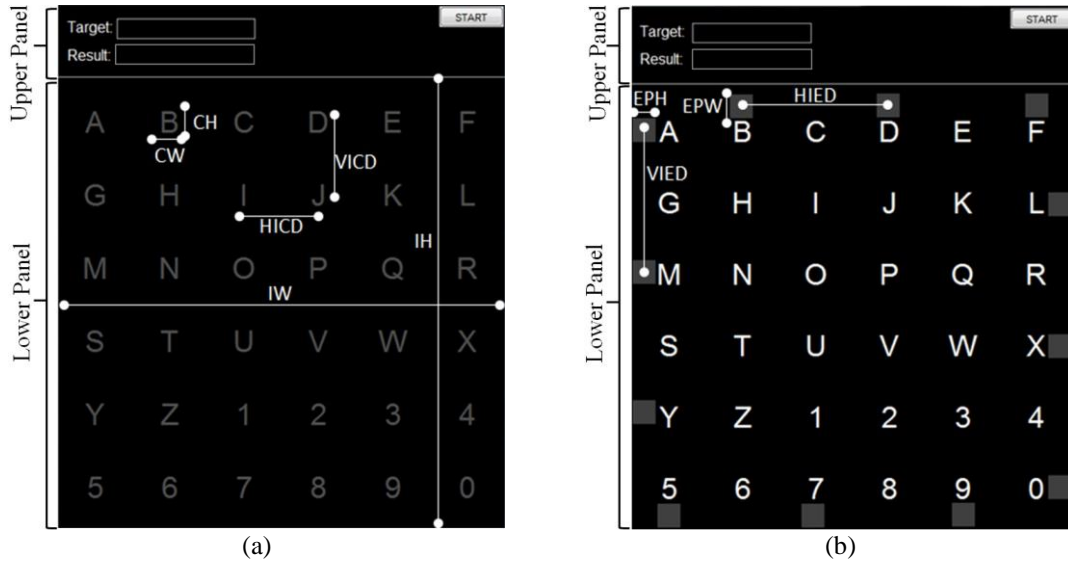 Upper Panel
START
Target:
Result:
Lower Panel
A B C D E F
CH
CW
VICD
G H I J K L
HICD
IH
M N O P Q R
IW
S T U V W X
Y Z 1 2 3 4
5 6 7 8 9 0
(a)
Upper Panel
START
Target:
Result:
Lower Panel
EPH EPW HIED
A B C D E F
VIED
G H I J K L
M N O P Q R
S T U V W X
Y Z 1 2 3 4
5 6 7 8 9 0
(b)